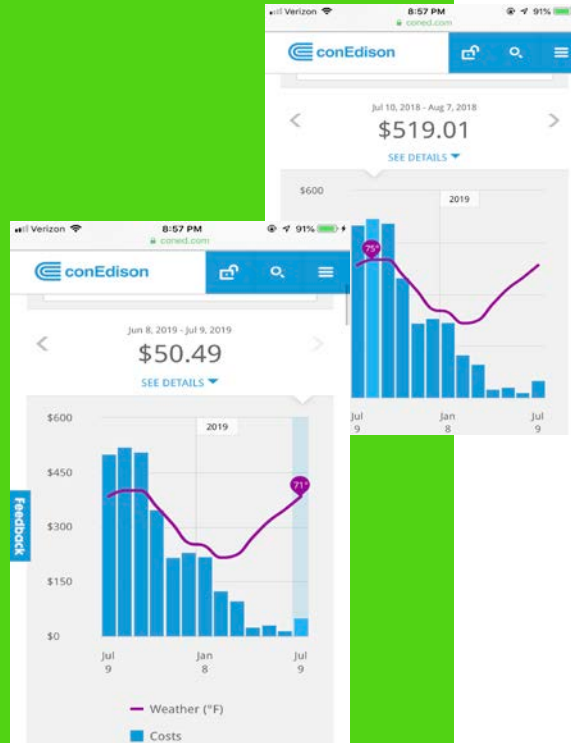 Verizon 8:57 PM 91%
coned.com
conEdison
Jul 10, 2018 - Aug 7, 2018
$519.01
SEE DETAILS
$600
2019
75°
Jul
9
Jan
8
Jul
9
Verizon 8:57 PM 91%
coned.com
conEdison
Jun 8, 2019 - Jul 9, 2019
$50.49
SEE DETAILS
$600
2019
$450
71°
$300
$150
$0
Feedback
Jul
9
Jan
8
Jul
9
Weather (°F)
Costs